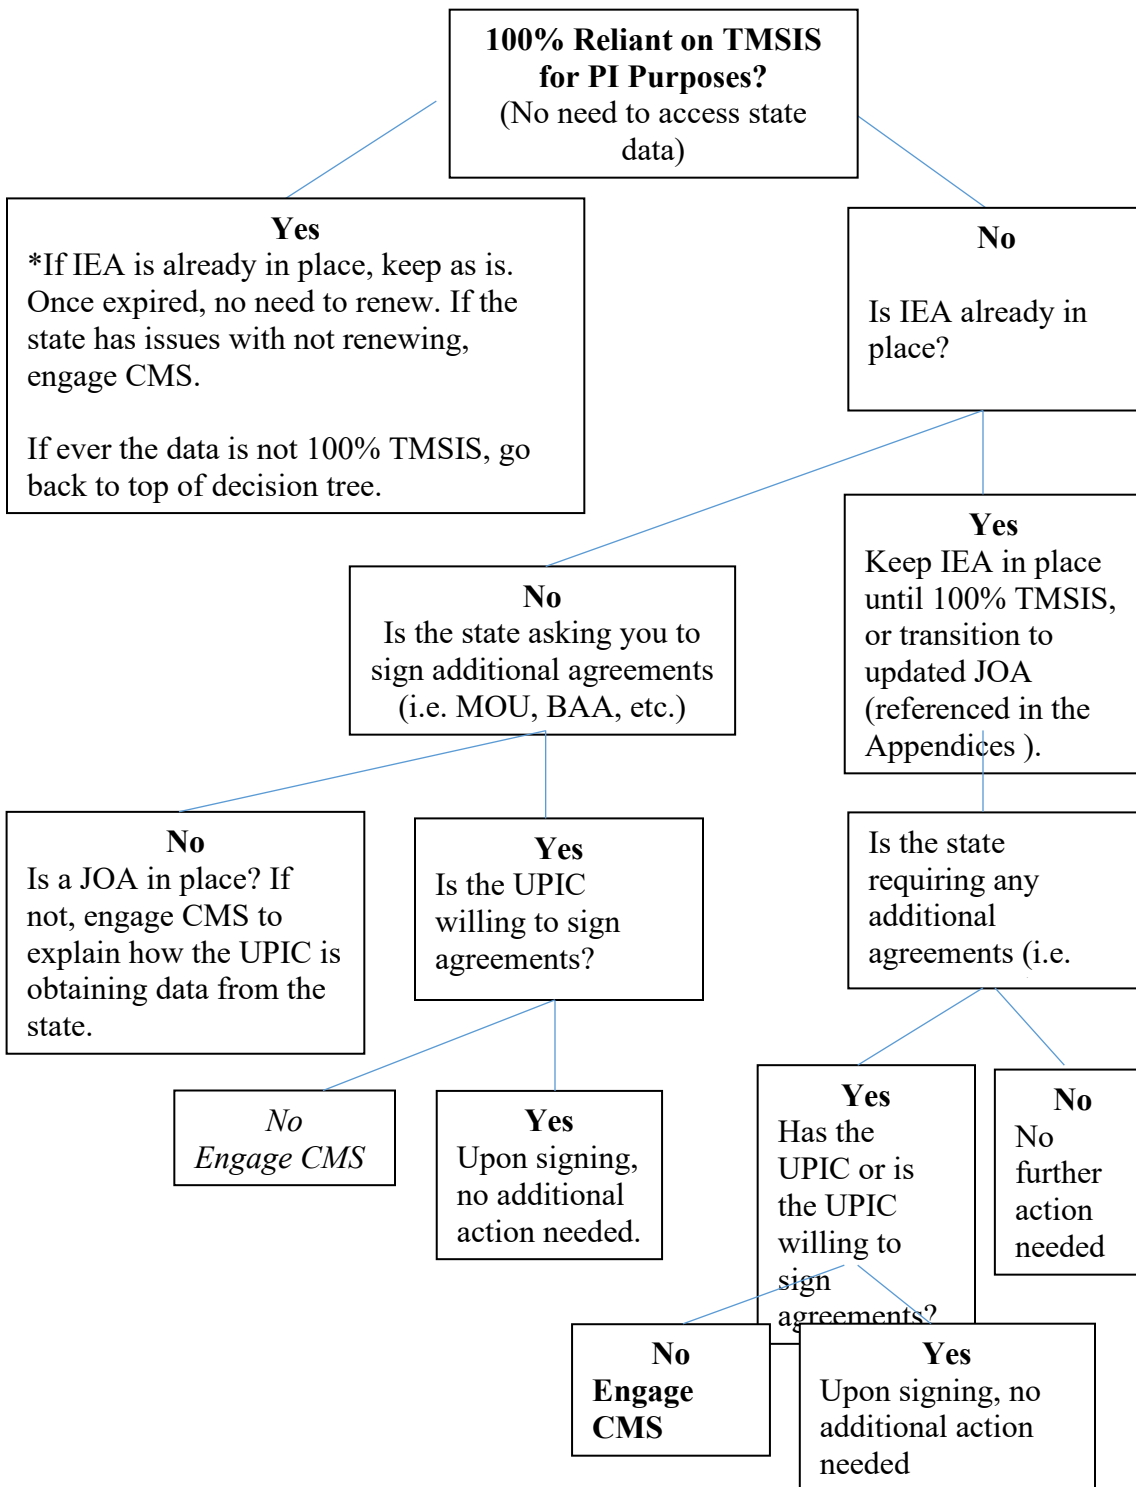 100% Reliant on TMSIS
for PI Purposes?
(No need to access state
data)
Yes
*If IEA is already in place, keep as is.
Once expired, no need to renew. If the
state has issues with not renewing,
engage CMS.
If ever the data is not 100% TMSIS, go
back to top of decision tree.
No
Is IEA already in
place?
Yes
Keep IEA in place
until 100% TMSIS,
or transition to
updated JOA
(referenced in the
Appendices ).
No
Is the state asking you to
sign additional agreements
(i.e. MOU, BAA, etc.)
No
Is a JOA in place? If
not, engage CMS to
explain how the UPIC is
obtaining data from the
state.
Yes
Is the UPIC
willing to sign
agreements?
Is the state
requiring any
additional
agreements (i.e.
No
Engage CMS
Yes
Upon signing,
no additional
action needed.
Yes
Has the
UPIC or is
the UPIC
willing to
sign
agreements?
No
No
further
action
needed
No
Engage
CMS
Yes
Upon signing, no
additional action
needed